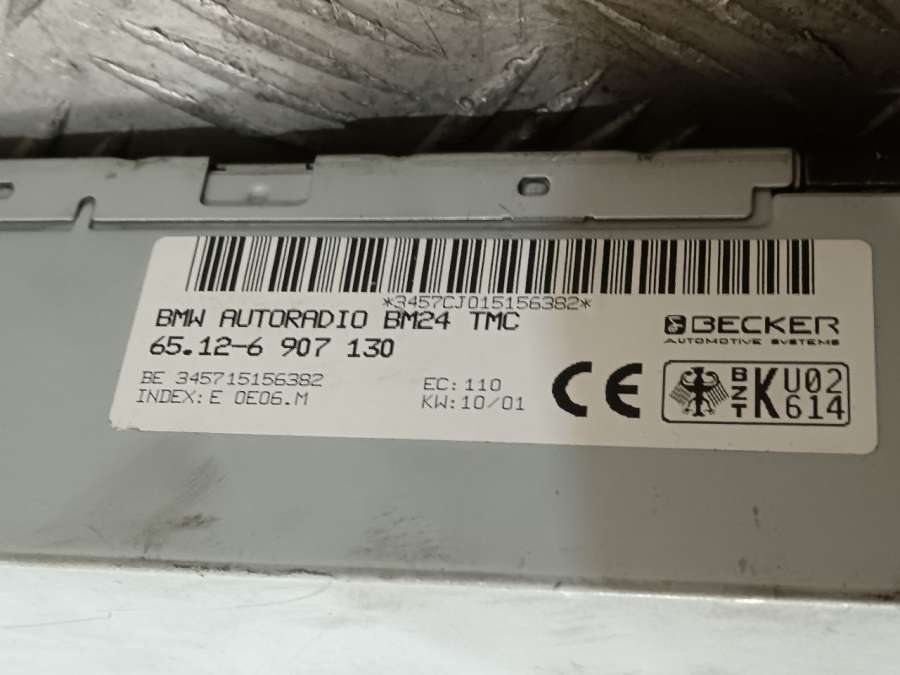 *3457CJ015156382*
BMW AUTORADIO BM24 TMC
65.12-6 907 130
BE 345715156382
INDEX:E 0E06.M
EC:110
KW:10/01
BECKER
AUTOMOTIVE SYSTEMS
CE
BZT K U02 614